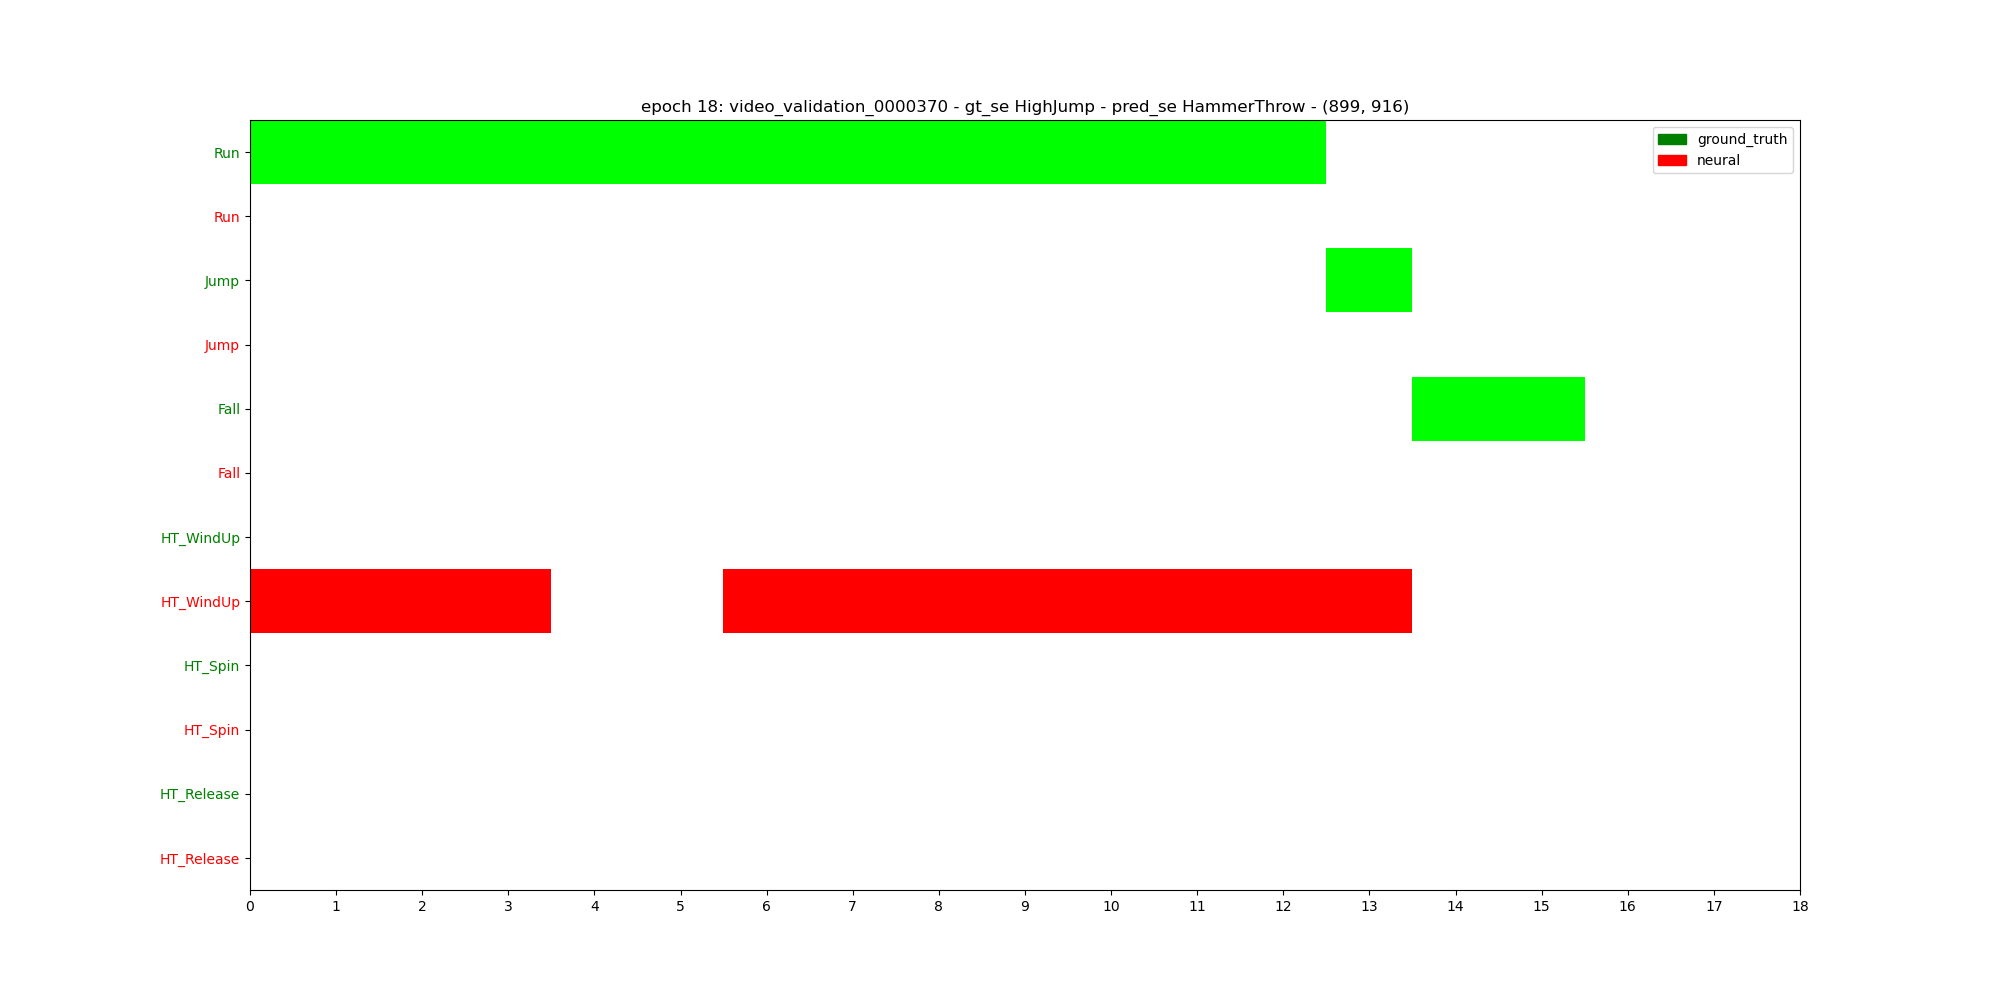 epoch 18: video_validation_0000370 - gt_se HighJump - pred_se HammerThrow - (899, 916)
ground_truth
neural
Run
Run
Jump
Jump
Fall
Fall
HT_WindUp
HT_WindUp
HT_Spin
HT_Spin
HT_Release
HT_Release
0 1 2 3 4 5 6 7 8 9 10 11 12 13 14 15 16 17 18